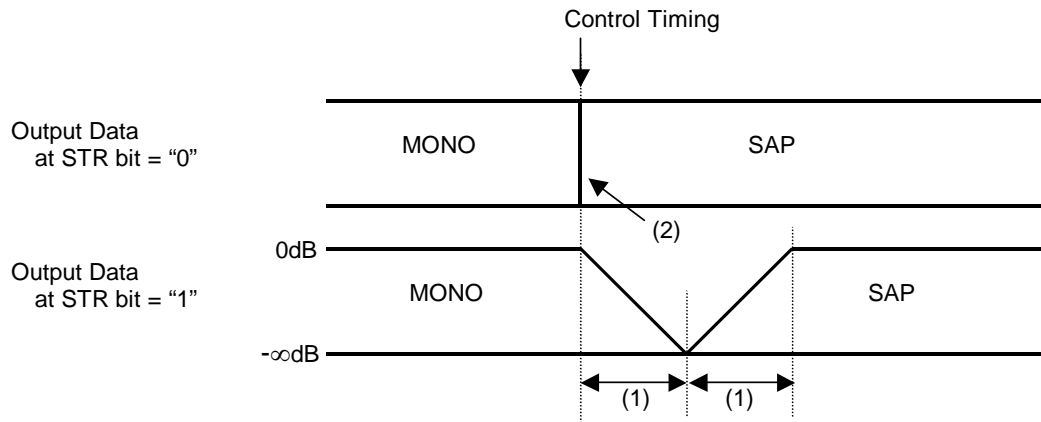 Control Timing
Output Data
at STR bit = “0”
MONO
SAP
(2)
0dB
Output Data
at STR bit = “1”
MONO
SAP
-∞dB
(1)
(1)